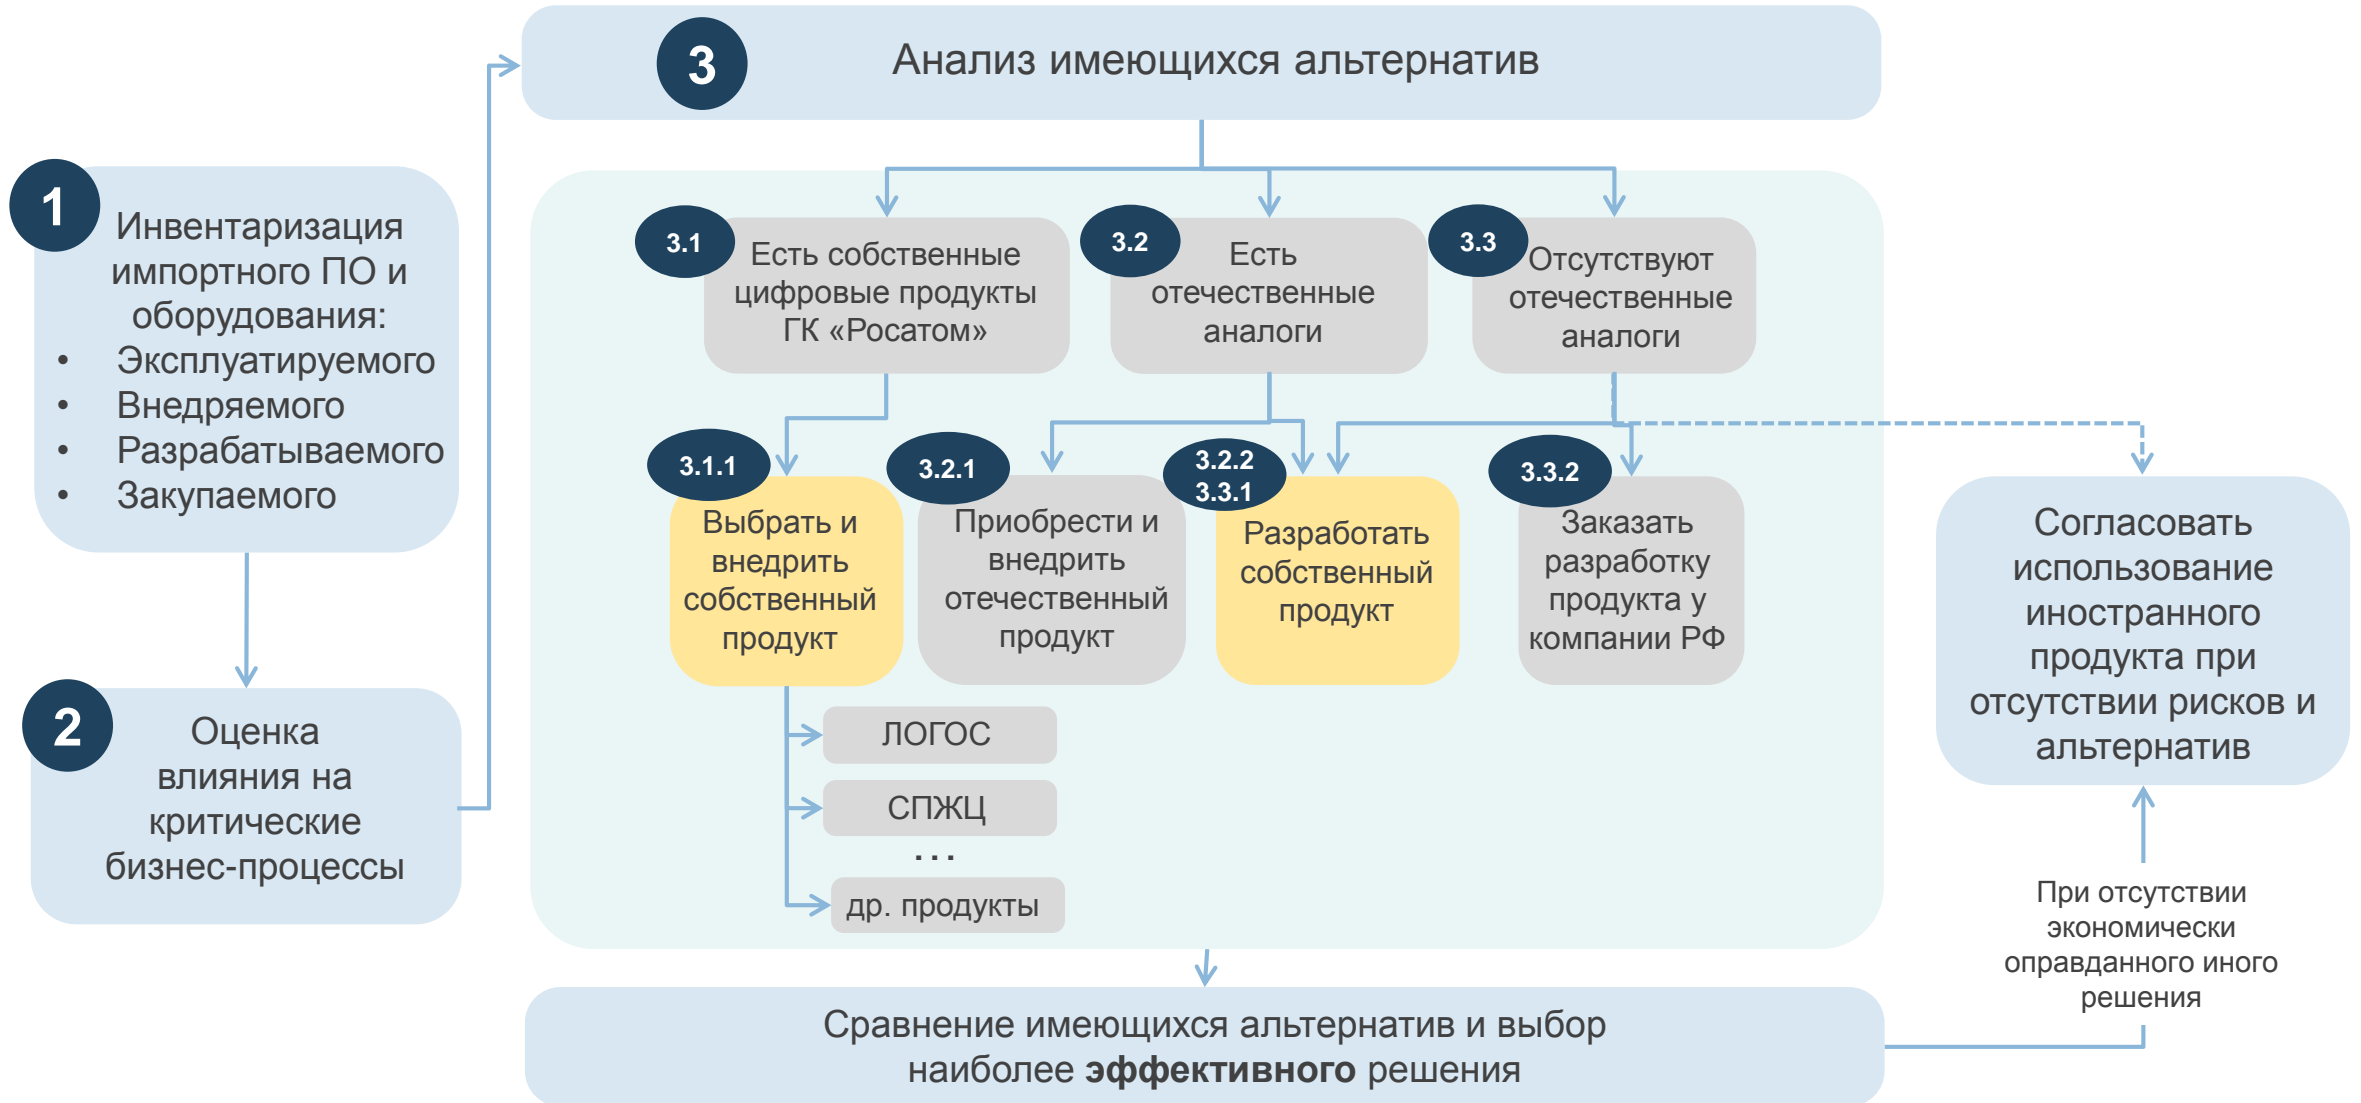 3
Анализ имеющихся альтернатив
1
Инвентаризация
импортного ПО и
оборудования:
• Эксплуатируемого
• Внедряемого
• Разрабатываемого
• Закупаемого
2
Оценка
влияния на
критические
бизнес-процессы
3.1
Есть собственные
цифровые продукты
ГК «Росатом»
3.2
Есть
отечественные
аналоги
3.3
Отсутствуют
отечественные
аналоги
3.1.1
Выбрать и
внедрить
собственный
продукт
3.2.1
Приобрести и
внедрить
отечественный
продукт
3.2.2
3.3.1
Разработать
собственный
продукт
3.3.2
Заказать
разработку
продукта у
компании РФ
ЛОГОС
СПЖЦ
...
др. продукты
Согласовать
использование
иностранного
продукта при
отсутствии рисков и
альтернатив
При отсутствии
экономически
оправданного иного
решения
Сравнение имеющихся альтернатив и выбор
наиболее эффективного решения